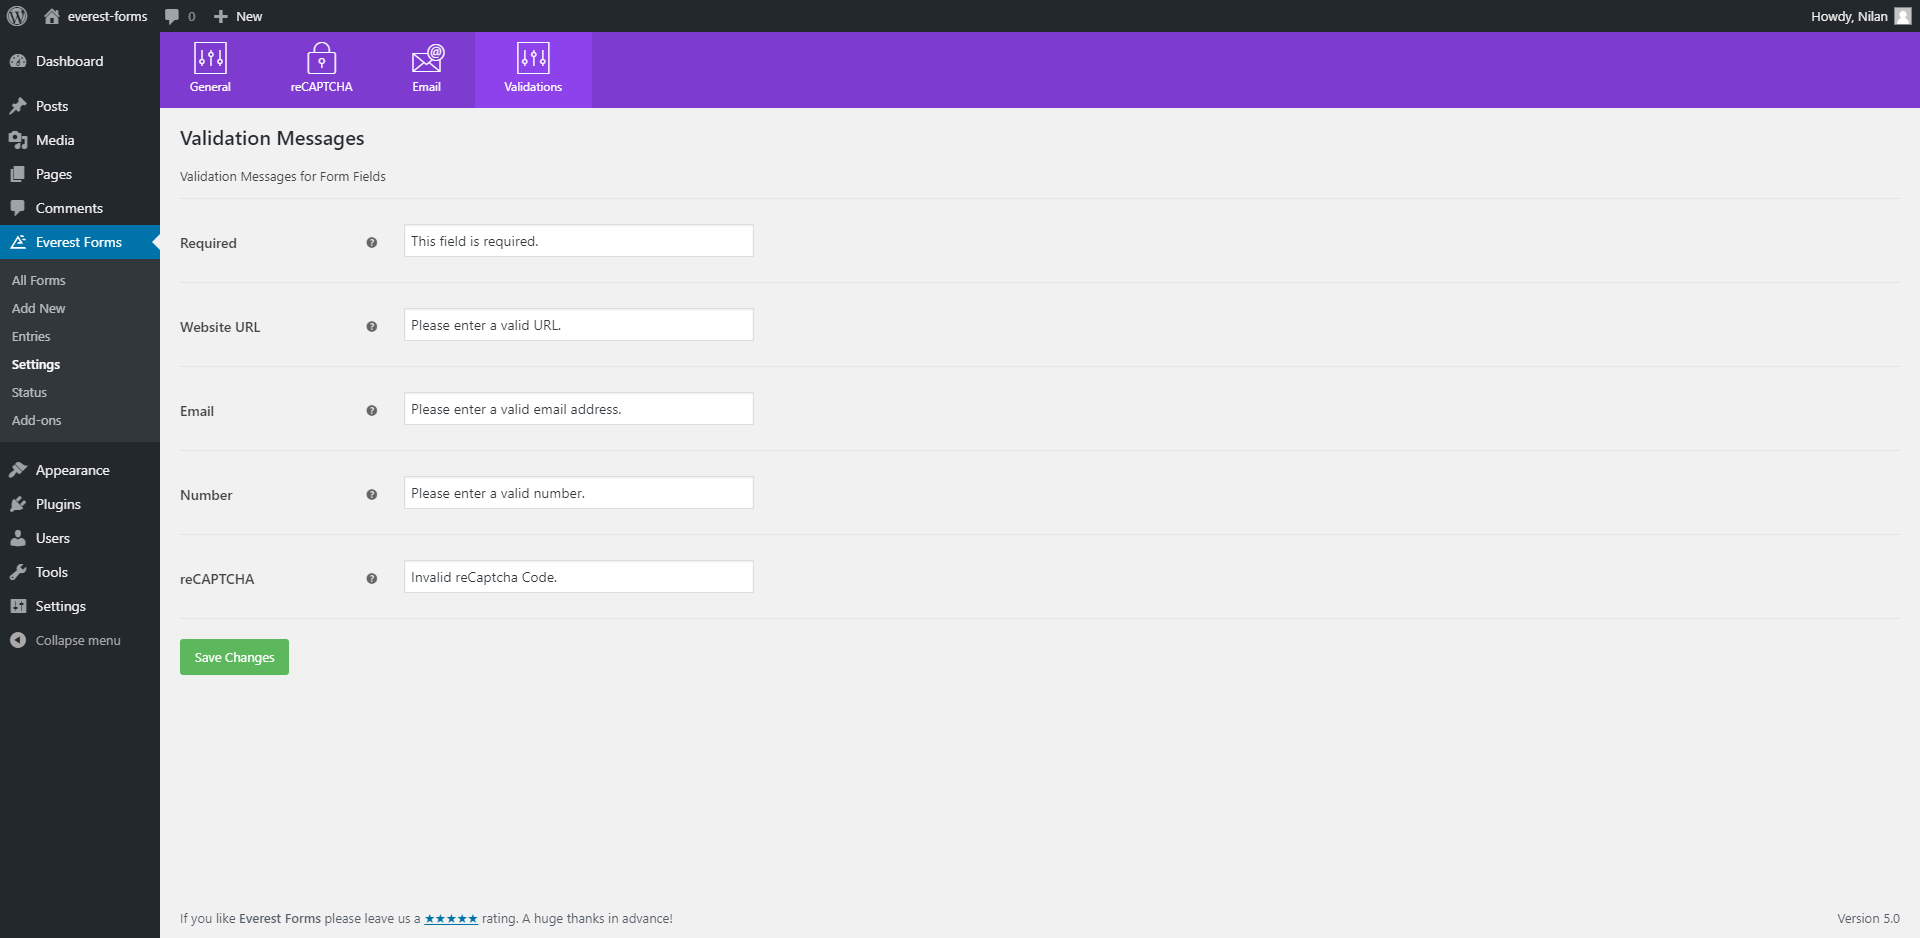 everest-forms 0 New Howdy, Nilan
Dashboard
Posts
Media
Pages
Comments
Everest Forms
All Forms
Add New
Entries
Settings
Status
Add-ons
Appearance
Plugins
Users
Tools
Settings
Collapse menu
General reCAPTCHA Email Validations
Validation Messages
Validation Messages for Form Fields
Required This field is required.
Website URL Please enter a valid URL.
Email Please enter a valid email address.
Number Please enter a valid number.
reCAPTCHA Invalid reCaptcha Code.
Save Changes
If you like Everest Forms please leave us a ★★★★★ rating. A huge thanks in advance! Version 5.0